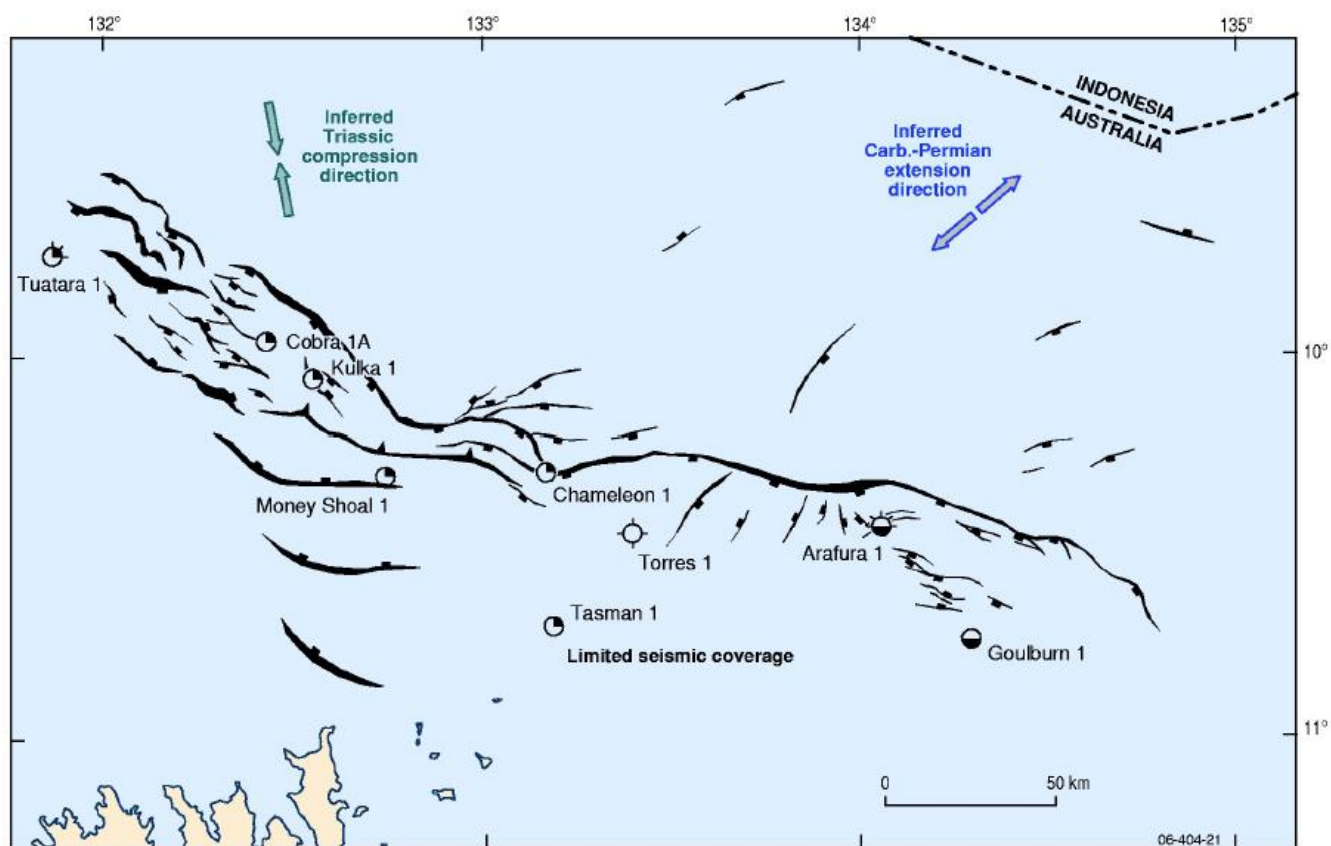 132°
133°
134°
135°
INDONESIA
AUSTRALIA
Inferred
Triassic
compression
direction
Inferred
Carb.-Permian
extension
direction
Tuatara 1
Cobra 1A
Kulka 1
10°
Money Shoal 1
Chameleon 1
Torres 1
Arafura 1
Tasman 1
Limited seismic coverage
Goulburn 1
11°
0
50 km
06-404-21